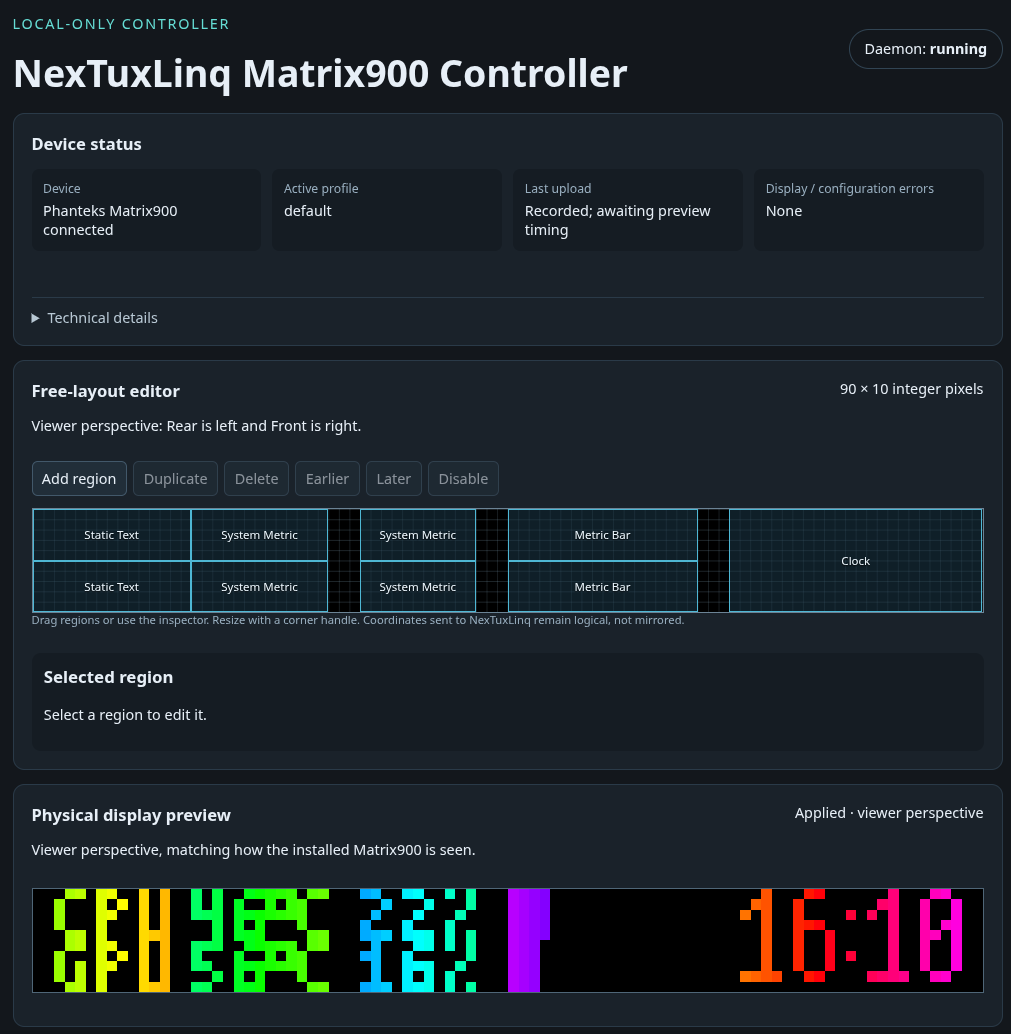 LOCAL-ONLY CONTROLLER
NexTuxLinq Matrix900 Controller
Daemon: running
Device status
Device
Phanteks Matrix900
connected
Active profile
default
Last upload
Recorded; awaiting preview
timing
Display / configuration errors
None
Technical details
Free-layout editor
90 × 10 integer pixels
Viewer perspective: Rear is left and Front is right.
Add region
Duplicate
Delete
Earlier
Later
Disable
Static Text
System Metric
System Metric
Metric Bar
Clock
Static Text
System Metric
System Metric
Metric Bar
Drag regions or use the inspector. Resize with a corner handle. Coordinates sent to NexTuxLinq remain logical, not mirrored.
Selected region
Select a region to edit it.
Physical display preview
Applied · viewer perspective
Viewer perspective, matching how the installed Matrix900 is seen.
16:10